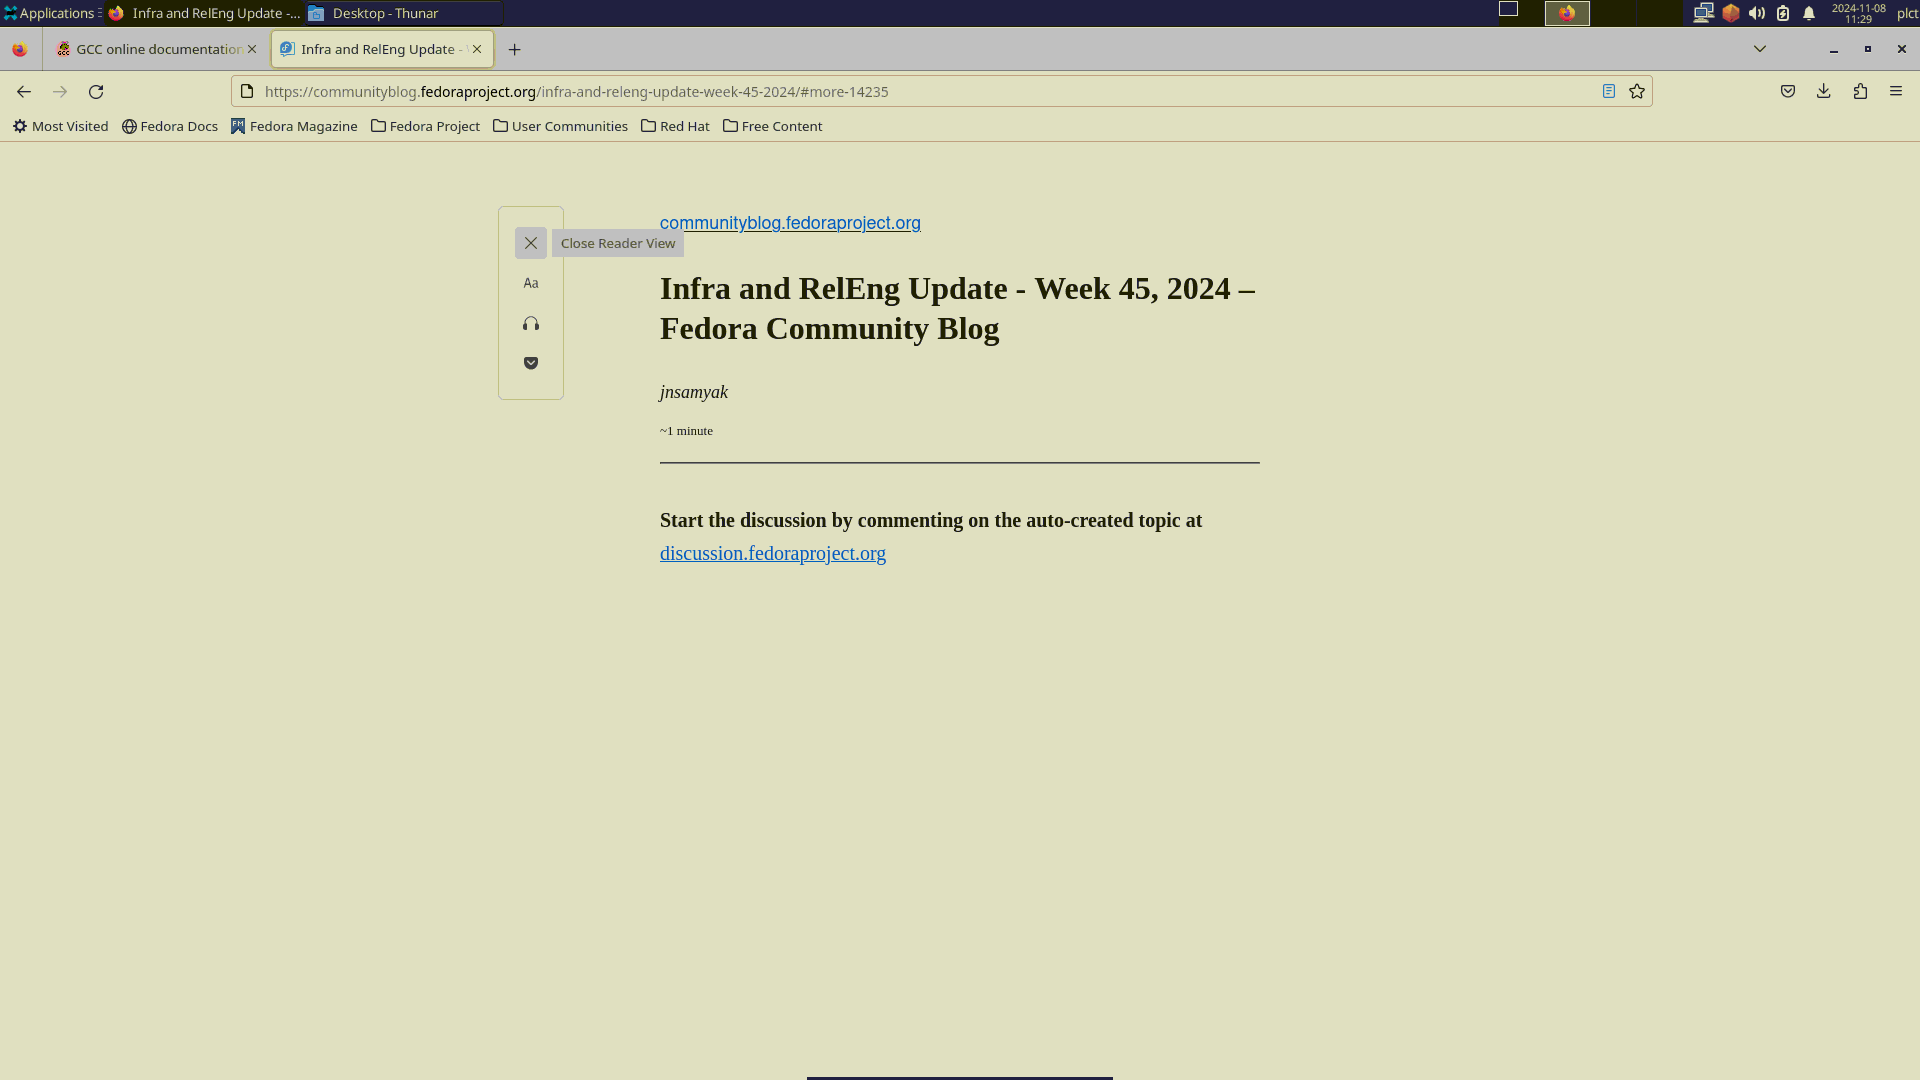 Applications
Infra and RelEng Update -...
Desktop - Thunar
2024-11-08
11:29
plct
GCC online documentation
Infra and RelEng Update -
https://communityblog.fedoraproject.org/infra-and-releng-update-week-45-2024/#more-14235
Most Visited
Fedora Docs
Fedora Magazine
Fedora Project
User Communities
Red Hat
Free Content
communityblog.fedoraproject.org
Close Reader View
Aa
Infra and RelEng Update - Week 45, 2024 –
Fedora Community Blog
jnsamyak
~1 minute
Start the discussion by commenting on the auto-created topic at
discussion.fedoraproject.org